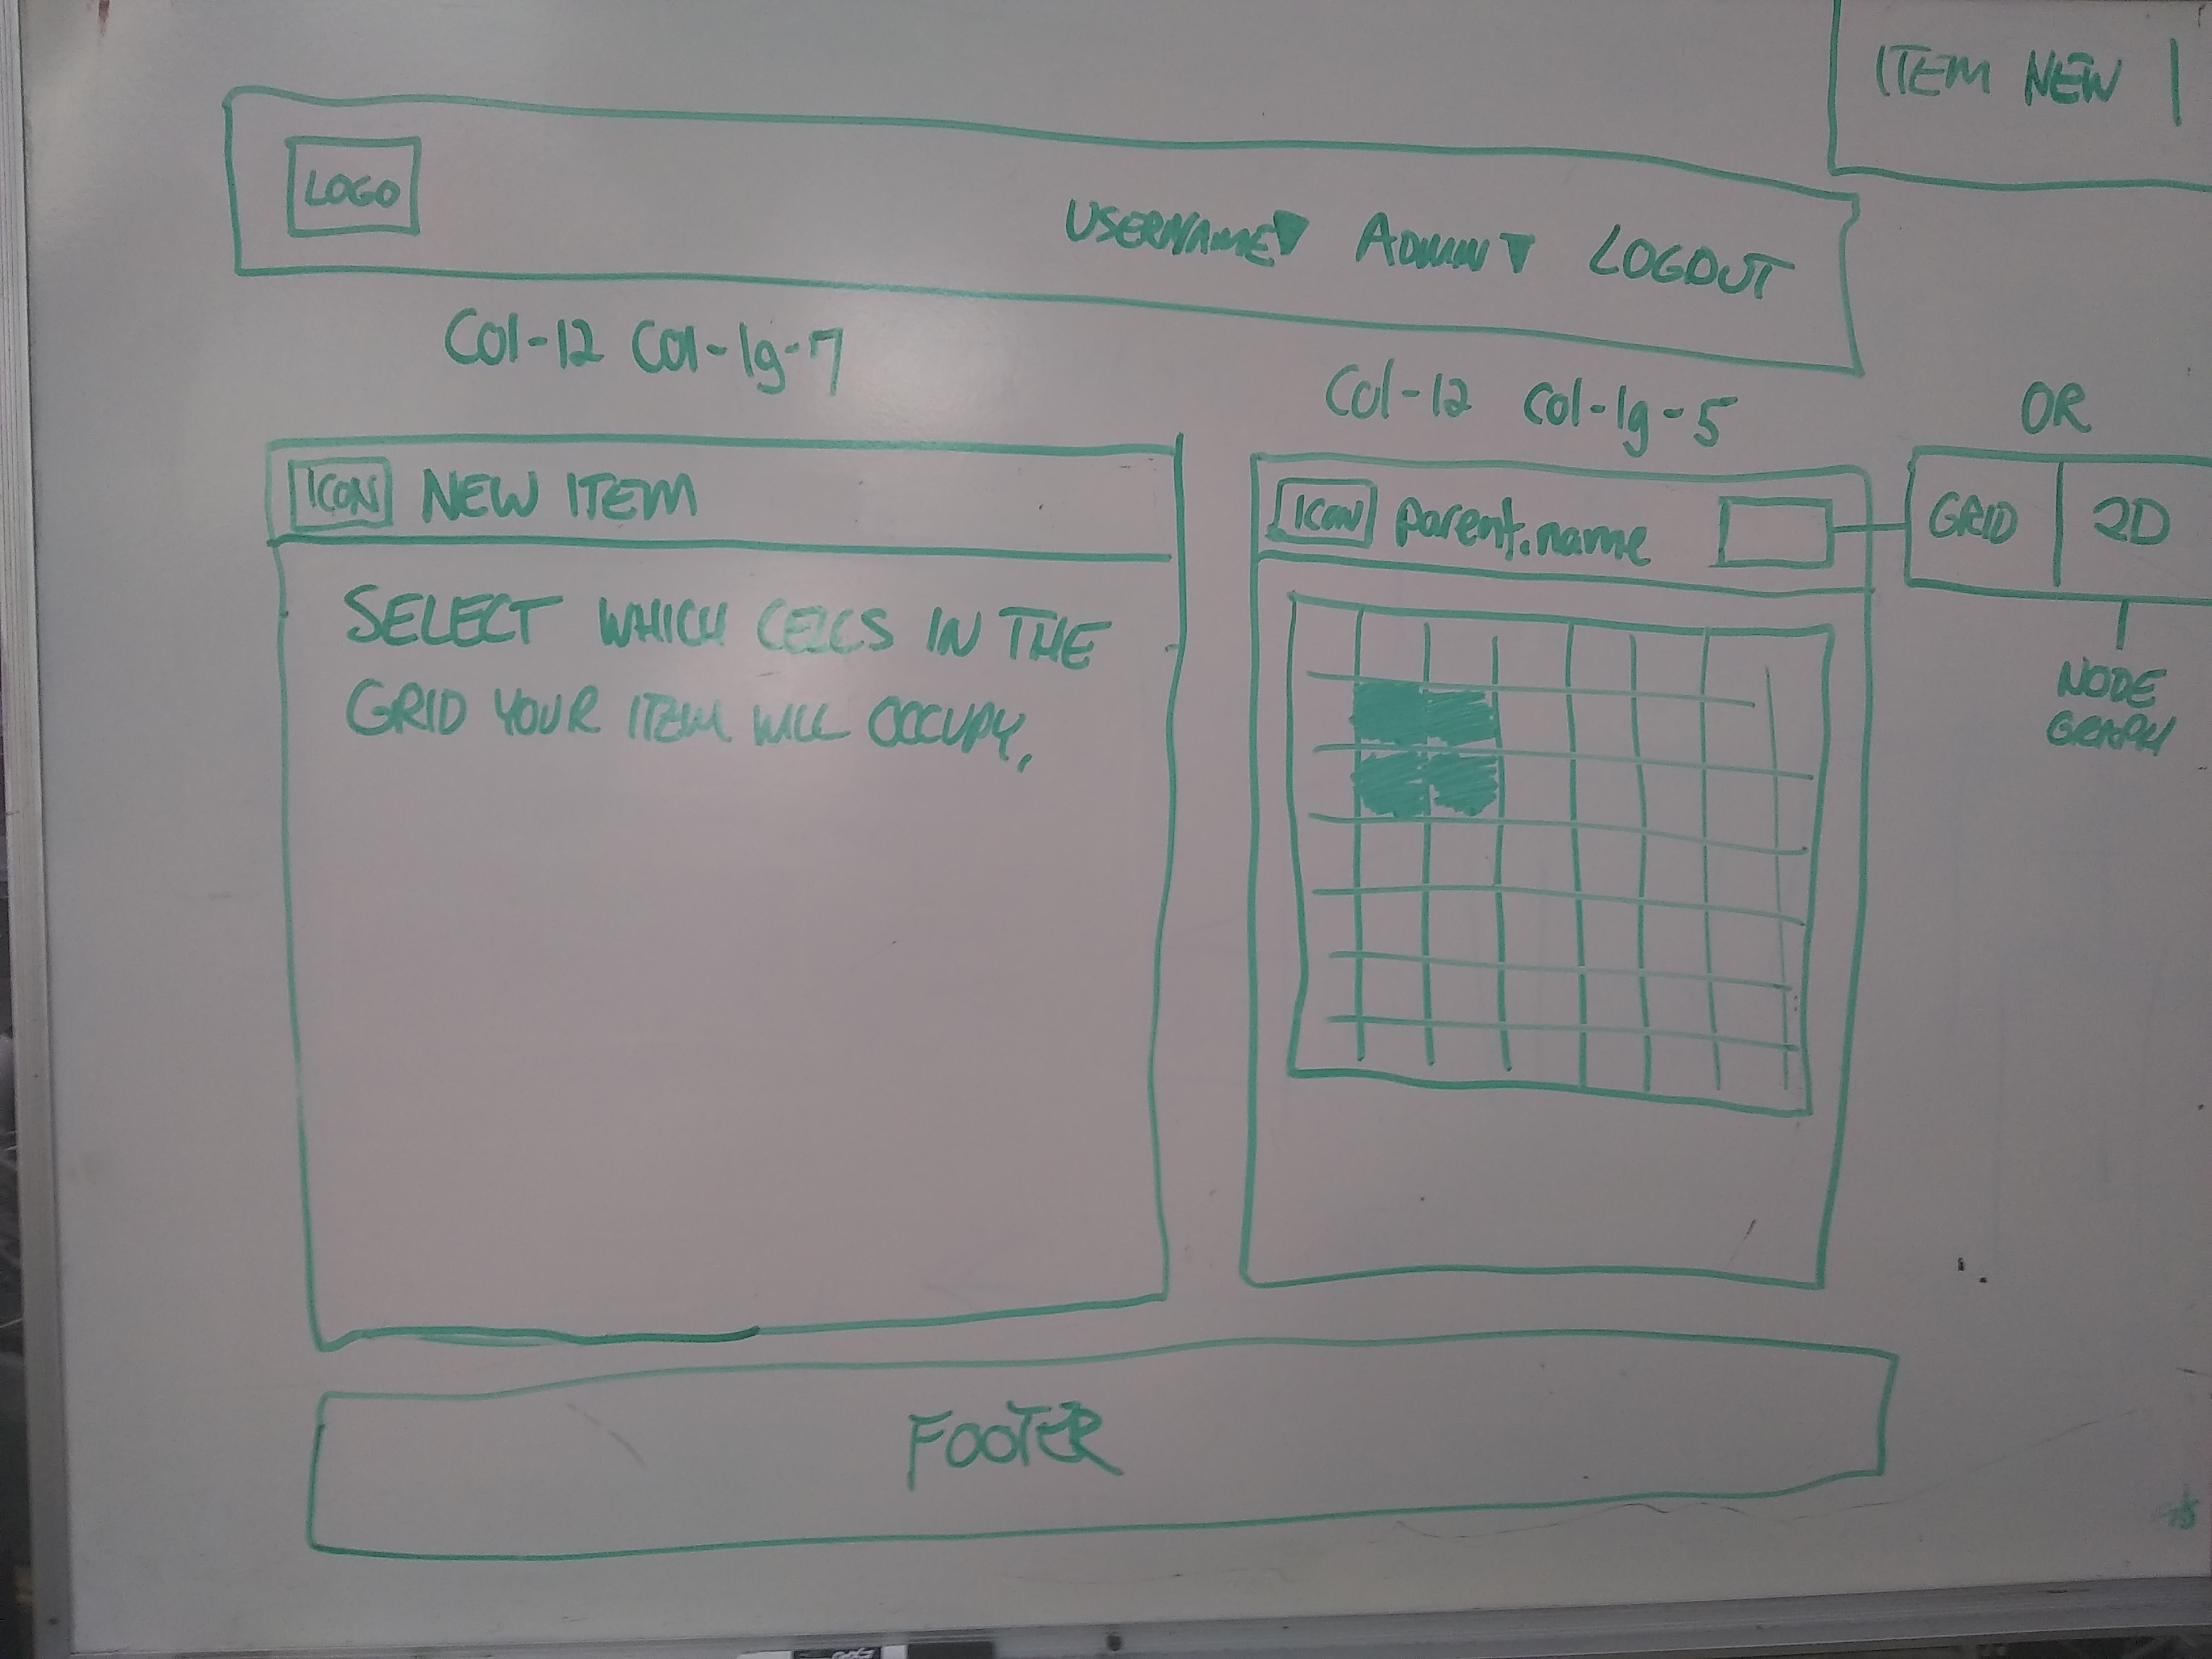 ITEM NEW |
LOGO
USERNAME▼ ADMIN▼ LOGOUT
Col-12 Col-lg-7
Col-12 Col-lg-5
OR
ICON NEW ITEM
ICON parent.name
GRID | 2D
SELECT WHICH CELLS IN THE
GRID YOUR ITEM WILL OCCUPY.
NODE
GRAPH
FOOTER